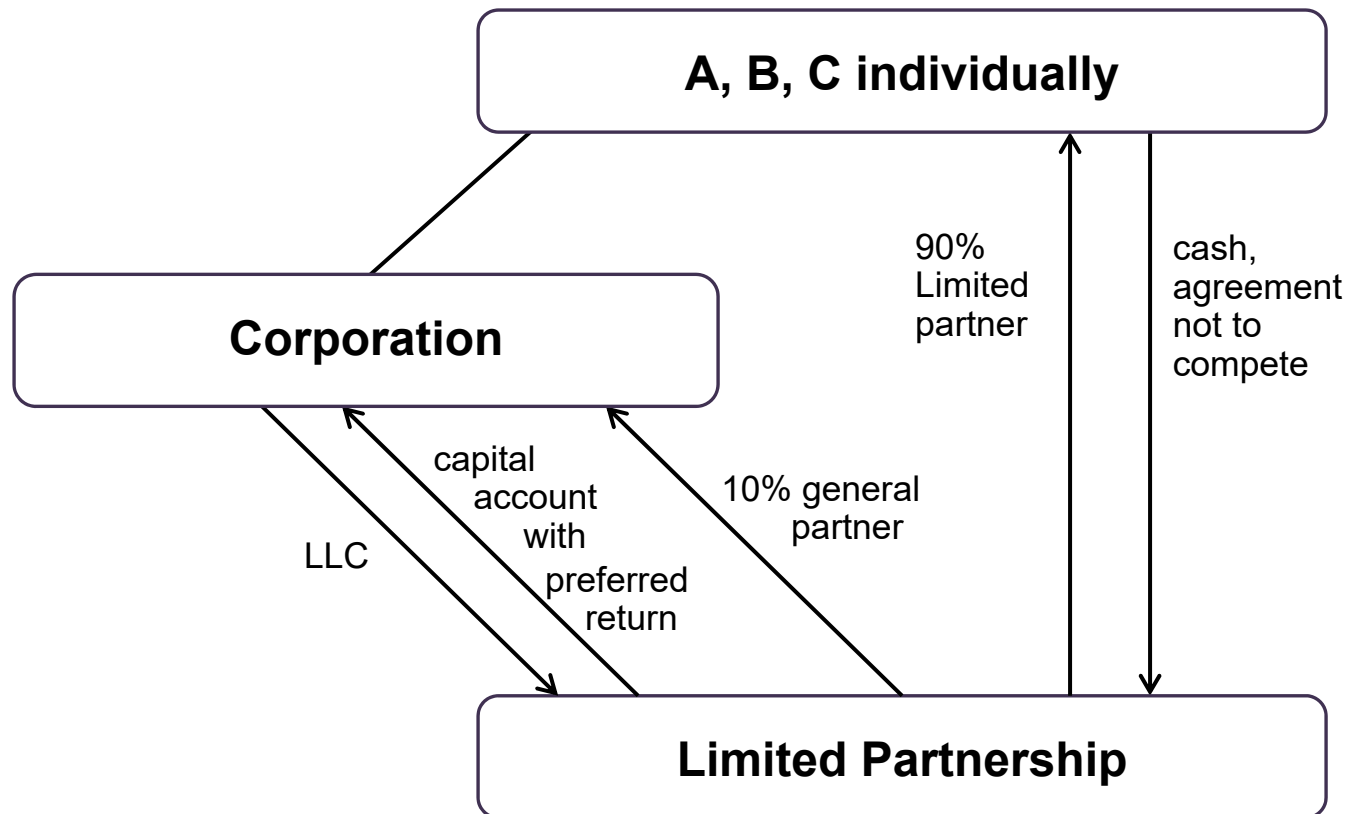 A, B, C individually
90%
Limited
partner
cash,
agreement
not to
compete
Corporation
capital
account
with
preferred
return
10% general
partner
LLC
Limited Partnership